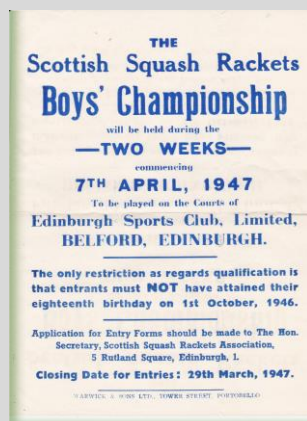 THE
Scottish Squash Rackets
Boys' Championship
will be held during the
—TWO WEEKS—
commencing
7TH APRIL, 1947
To be played on the Courts of
Edinburgh Sports Club, Limited,
BELFORD, EDINBURGH.
The only restriction as regards qualification is
that entrants must NOT have attained their
eighteenth birthday on 1st October, 1946.
Application for Entry Forms should be made to The Hon.
Secretary, Scottish Squash Rackets Association,
5 Rutland Square, Edinburgh, 1.
Closing Date for Entries: 29th March, 1947.
WARWICK & SONS LTD., TOWER STREET, PORTOBELLO